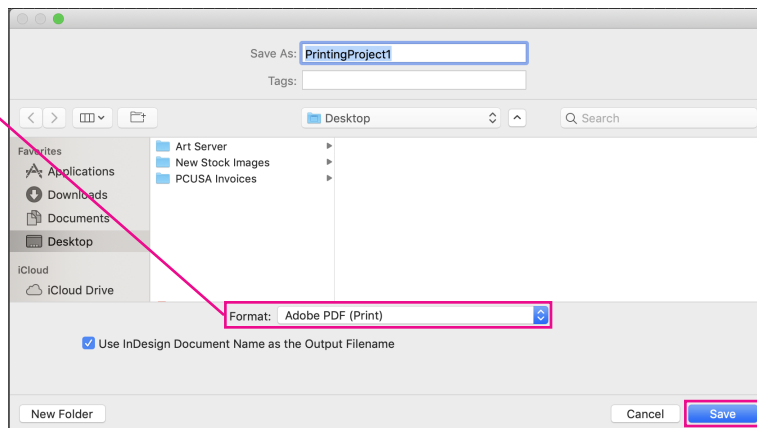 Save As: PrintingProject1
Tags:
Desktop
Search
Favorites
Applications
Downloads
Documents
Desktop
iCloud
iCloud Drive
Art Server
New Stock Images
PCUSA Invoices
Format: Adobe PDF (Print)
Use InDesign Document Name as the Output Filename
New Folder Cancel Save